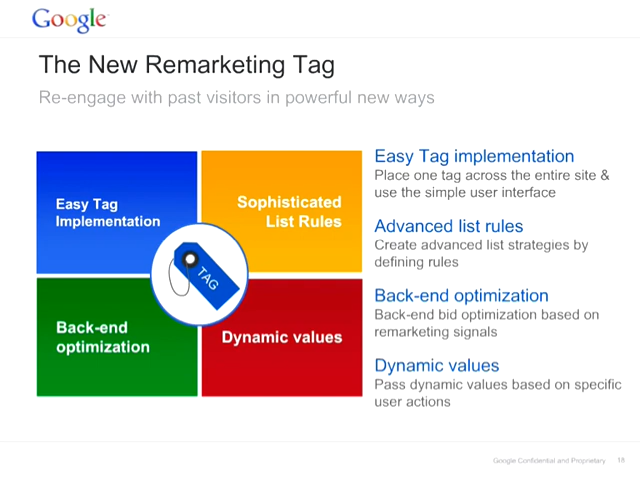 Google
The New Remarketing Tag
Re-engage with past visitors in powerful new ways
Easy Tag
Implementation
Sophisticated
List Rules
TAG
Back-end
optimization
Dynamic values
Easy Tag implementation
Place one tag across the entire site &
use the simple user interface
Advanced list rules
Create advanced list strategies by
defining rules
Back-end optimization
Back-end bid optimization based on
remarketing signals
Dynamic values
Pass dynamic values based on specific
user actions
Google Confidential and Proprietary 18